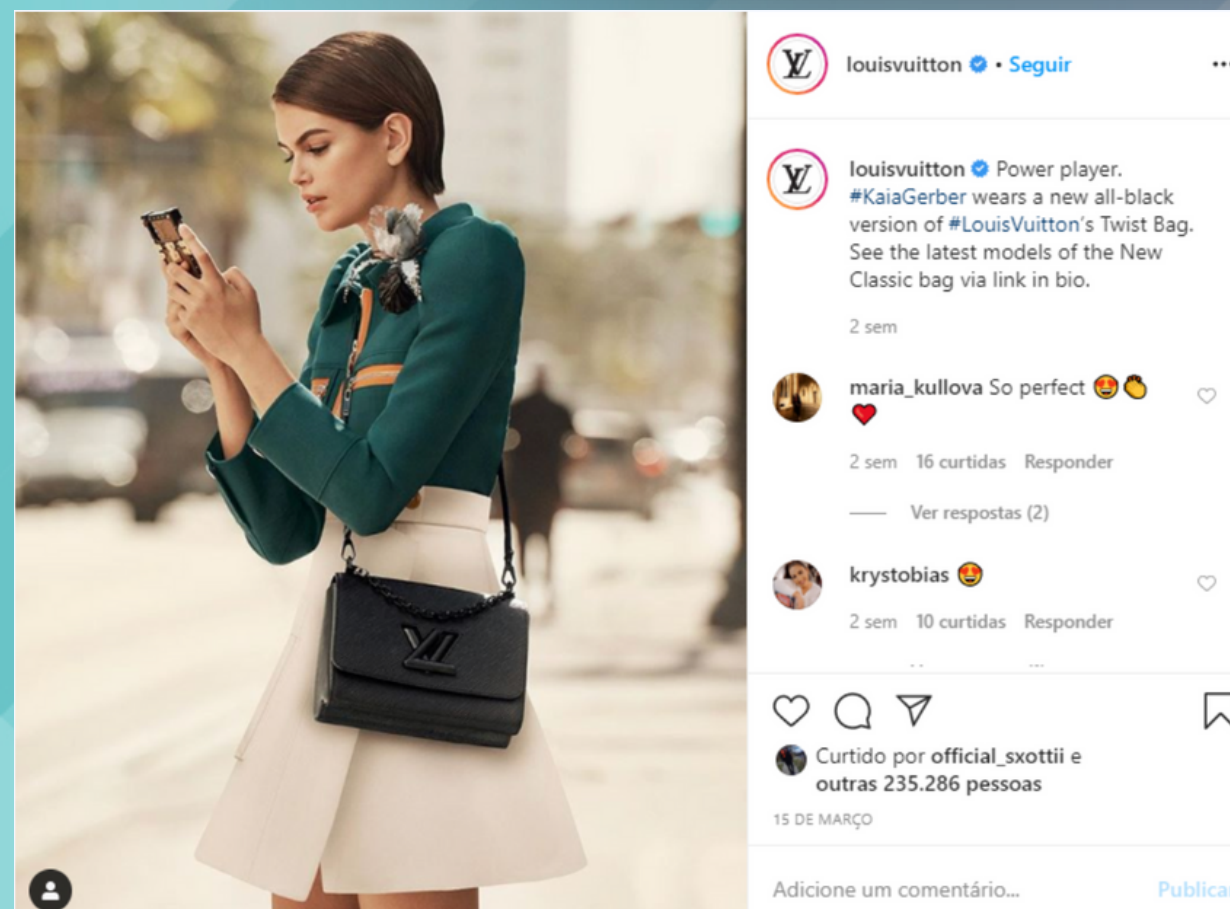 louisvuitton • Seguir
louisvuitton Power player.
#KaiaGerber wears a new all-black
version of #LouisVuitton's Twist Bag.
See the latest models of the New
Classic bag via link in bio.
2 sem
maria_kullova So perfect 😍👏
❤️
2 sem 16 curtidas Responder
Ver respostas (2)
krystobias 😍
2 sem 10 curtidas Responder
Curtido por official_sxottii e
outras 235.286 pessoas
15 DE MARÇO
Adicione um comentário... Publicar